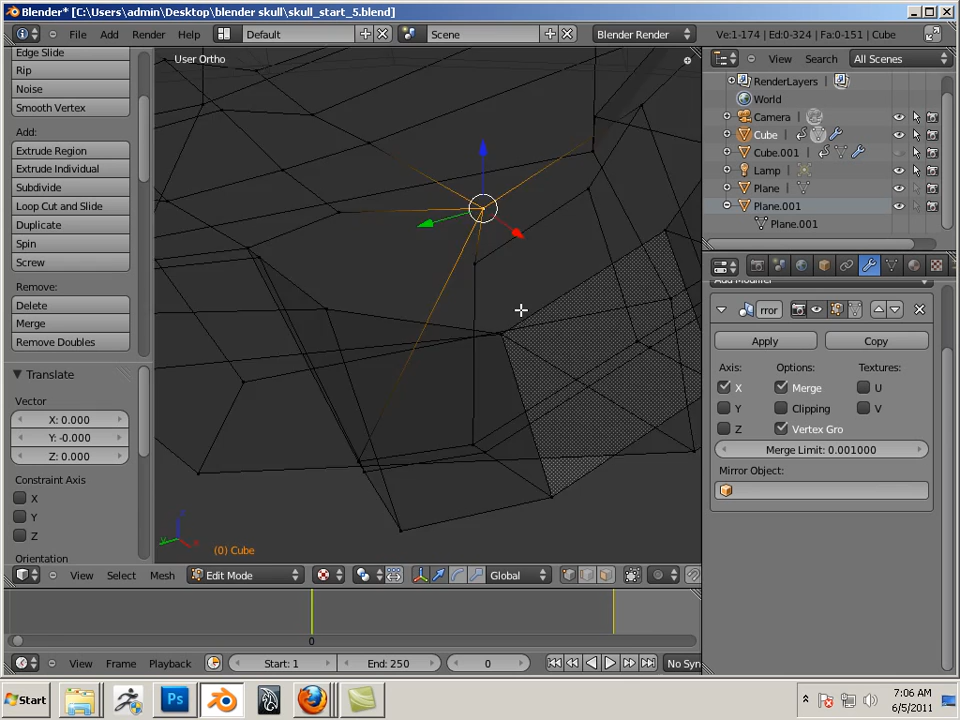 Blender* [C:\Users\admin\Desktop\blender skull\skull_start_5.blend]
File Add Render Help Default Scene Blender Render Ve:1-174 | Ed:0-324 | Fa:0-151 | Cube
Edge Slide
Rip
Noise
Smooth Vertex
Add:
Extrude Region
Extrude Individual
Subdivide
Loop Cut and Slide
Duplicate
Spin
Screw
Remove:
Delete
Merge
Remove Doubles
Translate
Vector
X: 0.000
Y: -0.000
Z: 0.000
Constraint Axis
X
Y
Z
Orientation
User Ortho
(0) Cube
View Select Mesh Edit Mode Global
0
View Frame Playback Start: 1 End: 250 0 No Syn
View Search All Scenes
RenderLayers
World
Camera
Cube
Cube.001
Lamp
Plane
Plane.001
Plane.001
Add Modifier
rror
Apply Copy
Axis: Options: Textures:
X Merge U
Y Clipping V
Z Vertex Gro
Merge Limit: 0.001000
Mirror Object:
Start Ps 7:06 AM
6/5/2011